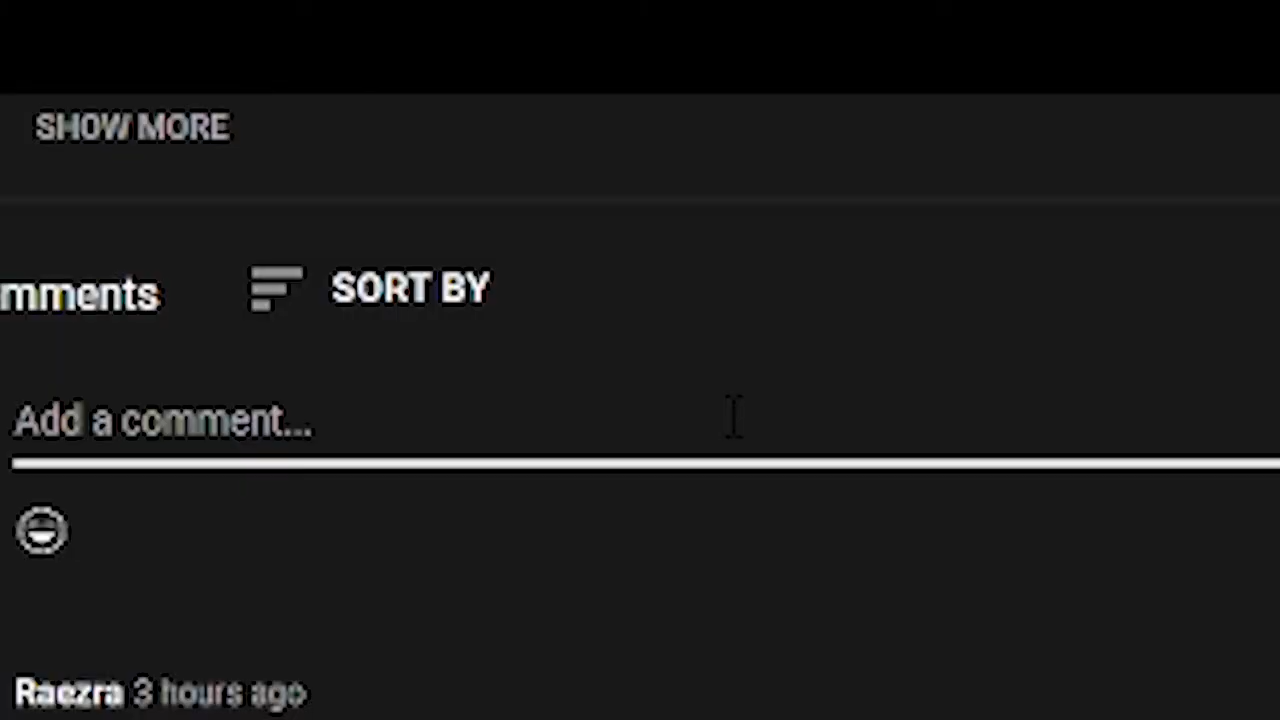 SHOW MORE
mments
SORT BY
Add a comment...
Raezra 3 hours ago